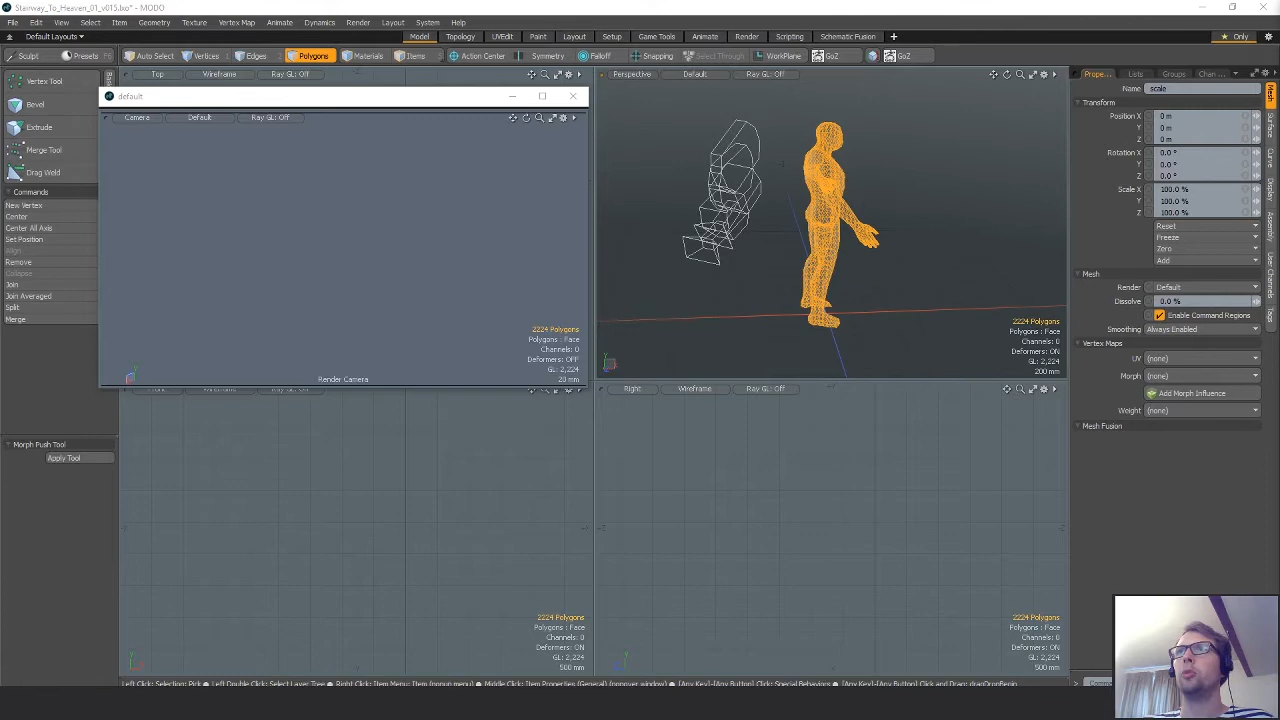 Stairway_To_Heaven_01_v015.lxo* - MODO
File Edit View Select Item Geometry Texture Vertex Map Animate Dynamics Render Layout System Help
Default Layouts Model Topology UVEdit Paint Layout Setup Game Tools Animate Render Scripting Schematic Fusion Only
Sculpt Presets Auto Select Vertices Edges Polygons Materials Items Action Center Symmetry Falloff Snapping Select Through WorkPlane GoZ GoZ
Top Wireframe Ray GL: Off
Perspective Default Ray GL: Off
default
Camera Default Ray GL: Off
Render Camera
2224 Polygons
Polygons : Face
Channels: 0
Deformers: OFF
GL: 2,224
20 mm
2224 Polygons
Polygons : Face
Channels: 0
Deformers: ON
GL: 2,224
200 mm
Vertex Tool
Bevel
Extrude
Merge Tool
Drag Weld
Commands
New Vertex
Center
Center All Axis
Set Position
Align
Remove
Collapse
Join
Join Averaged
Split
Merge
Morph Push Tool
Apply Tool
2224 Polygons
Polygons : Face
Channels: 0
Deformers: ON
GL: 2,224
500 mm
Right Wireframe Ray GL: Off
2224 Polygons
Polygons : Face
Channels: 0
Deformers: ON
GL: 2,224
500 mm
Prope... Lists Groups Chan ...
Name scale
Transform
Position X 0 m
Y 0 m
Z 0 m
Rotation X 0.0 °
Y 0.0 °
Z 0.0 °
Scale X 100.0 %
Y 100.0 %
Z 100.0 %
Reset
Freeze
Zero
Add
Mesh
Render Default
Dissolve 0.0 %
Enable Command Regions
Smoothing Always Enabled
Vertex Maps
UV (none)
Morph (none)
Add Morph Influence
Weight (none)
Mesh Fusion
Mesh
Surface
Curve
Display
Assembly
User Channels
Tags